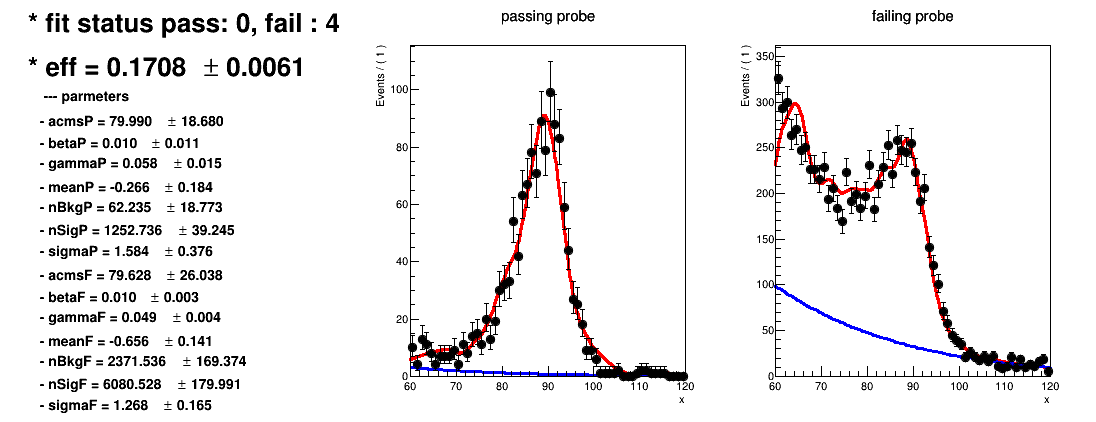 * fit status pass: 0, fail : 4
* eff = 0.1708 ± 0.0061
--- parmeters
- acmsP = 79.990 ± 18.680
- betaP = 0.010 ± 0.011
- gammaP = 0.058 ± 0.015
- meanP = -0.266 ± 0.184
- nBkgP = 62.235 ± 18.773
- nSigP = 1252.736 ± 39.245
- sigmaP = 1.584 ± 0.376
- acmsF = 79.628 ± 26.038
- betaF = 0.010 ± 0.003
- gammaF = 0.049 ± 0.004
- meanF = -0.656 ± 0.141
- nBkgF = 2371.536 ± 169.374
- nSigF = 6080.528 ± 179.991
- sigmaF = 1.268 ± 0.165
passing probe
Events / ( 1 )
100
80
60
40
20
0
60 70 80 90 100 110 120
x
failing probe
Events / ( 1 )
350
300
250
200
150
100
50
0
60 70 80 90 100 110 120
x